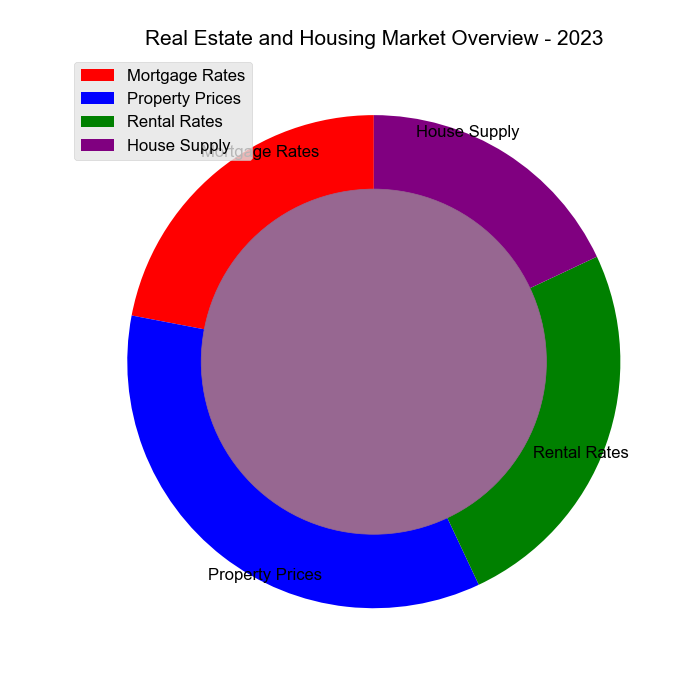 Real Estate and Housing Market Overview - 2023
Mortgage Rates
Property Prices
Rental Rates
House Supply
House Supply
Mortgage Rates
Rental Rates
Property Prices